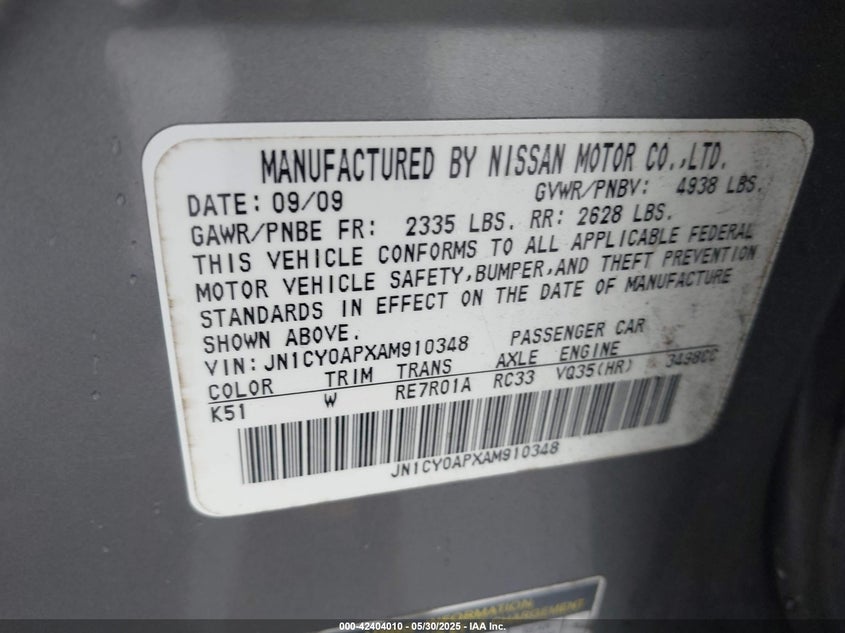 MANUFACTURED BY NISSAN MOTOR CO.,LTD.
DATE: 09/09 GVWR/PNBV: 4938 LBS.
GAWR/PNBE FR: 2335 LBS. RR: 2628 LBS.
THIS VEHICLE CONFORMS TO ALL APPLICABLE FEDERAL
MOTOR VEHICLE SAFETY,BUMPER,AND THEFT PREVENTION
STANDARDS IN EFFECT ON THE DATE OF MANUFACTURE
SHOWN ABOVE.
VIN:JN1CY0APXAM910348 PASSENGER CAR
COLOR TRIM TRANS AXLE ENGINE
K51 W RE7R01A RC33 VQ35(HR) 3498CC
JN1CY0APXAM910348
INFORMATION
000-42404010 - 05/30/2025 - IAA Inc.